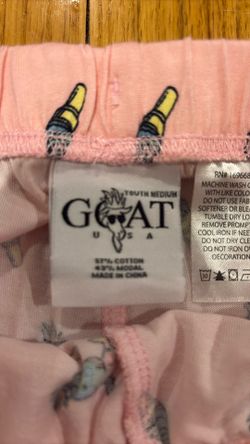 YOUTH MEDIUM
GOAT
USA
57% COTTON
43% MODAL
MADE IN CHINA
RN# 169668
MACHINE WASH
WITH LIKE COLO
DO NOT USE FAB
SOFTENER OR BLE
TUMBLE DRY LO
REMOVE PROMP
COOL IRON IF NEE
DO NOT DRY C
DO NOT IRON O
DECORATION